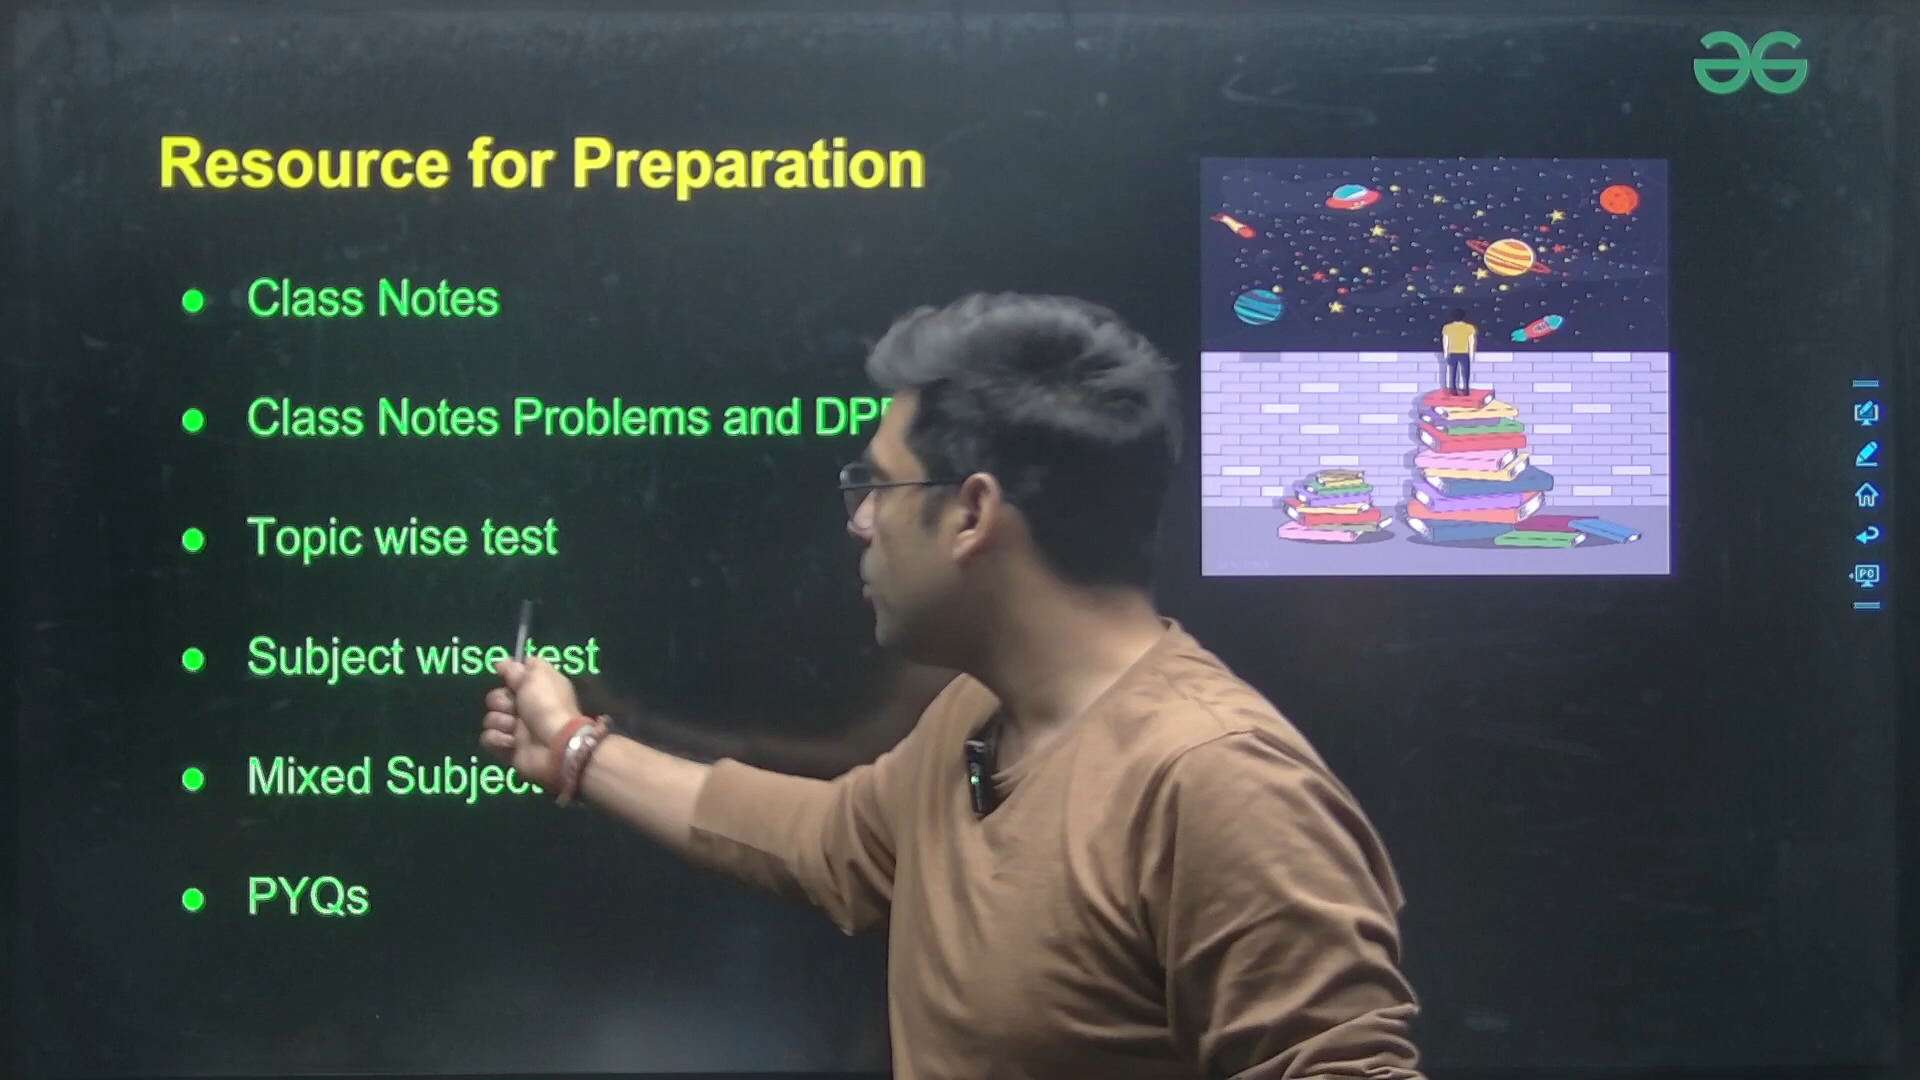 Resource for Preparation
Class Notes
Class Notes Problems and
Topic wise test
Subject wise test
Mixed
PYQs